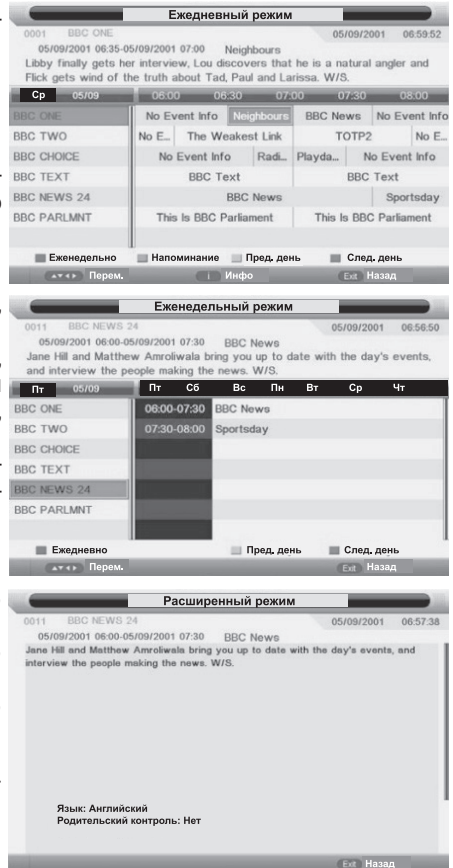 Ежедневный режим
0001 BBC ONE 05/09/2001 06:59:52
05/09/2001 06:35-05/09/2001 07:00 Neighbours
Libby finally gets her interview, Lou discovers that he is a natural angler and
Flick gets wind of the truth about Tad, Paul and Larissa. W/S.
Ср 05/09 06:00 06:30 07:00 07:30 08:00
BBC ONE No Event Info Neighbours BBC News No Event Info
BBC TWO No E... The Weakest Link TOTP2 No E...
BBC CHOICE No Event Info Radi... Playda... No Event Info
BBC TEXT BBC Text BBC Text
BBC NEWS 24 BBC News Sportsday
BBC PARLMNT This Is BBC Parliament This Is BBC Parliament
Еженедельно Напоминание Пред. день След. день
Перем. i Инфо Exit Назад
Еженедельный режим
0011 BBC NEWS 24 05/09/2001 06:56:50
05/09/2001 06:00-05/09/2001 07:30 BBC News
Jane Hill and Matthew Amroliwala bring you up to date with the day's events,
and interview the people making the news. W/S.
Пт 05/09 Пт Сб Вс Пн Вт Ср Чт
BBC ONE 06:00-07:30 BBC News
BBC TWO 07:30-08:00 Sportsday
BBC CHOICE
BBC TEXT
BBC NEWS 24
BBC PARLMNT
Ежедневно Пред. день След. день
Перем. Exit Назад
Расширенный режим
0011 BBC NEWS 24 05/09/2001 06:57:38
05/09/2001 06:00-05/09/2001 07:30 BBC News
Jane Hill and Matthew Amroliwala bring you up to date with the day's events, and
interview the people making the news. W/S.
Язык: Английский
Родительский контроль: Нет
Exit Назад